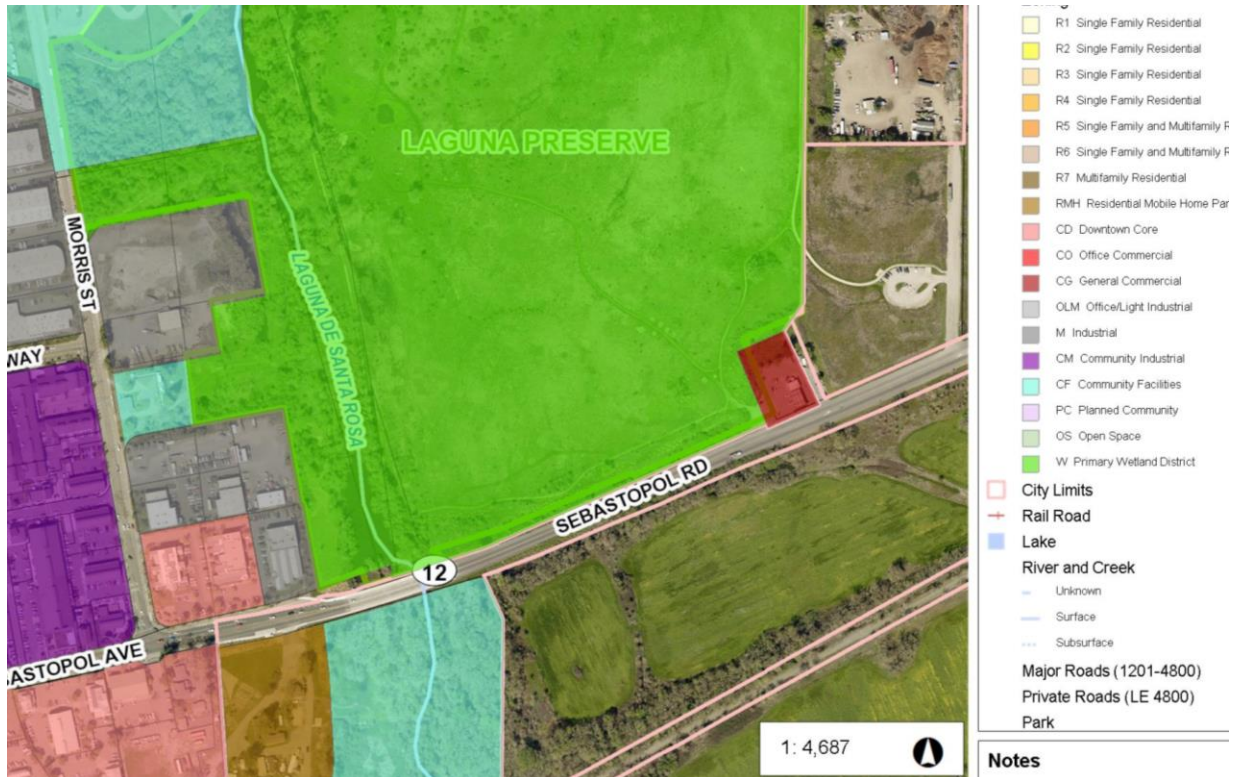 LAGUNA PRESERVE
MORRIS ST
LAGUNA DE SANTA ROSA
WAY
SEBASTOPOL RD
12
ASTOPOL AVE
1: 4,687
R1 Single Family Residential
R2 Single Family Residential
R3 Single Family Residential
R4 Single Family Residential
R5 Single Family and Multifamily R
R6 Single Family and Multifamily R
R7 Multifamily Residential
RMH Residential Mobile Home Par
CD Downtown Core
CO Office Commercial
CG General Commercial
OLM Office/Light Industrial
M Industrial
CM Community Industrial
CF Community Facilities
PC Planned Community
OS Open Space
W Primary Wetland District
City Limits
Rail Road
Lake
River and Creek
Unknown
Surface
Subsurface
Major Roads (1201-4800)
Private Roads (LE 4800)
Park
Notes